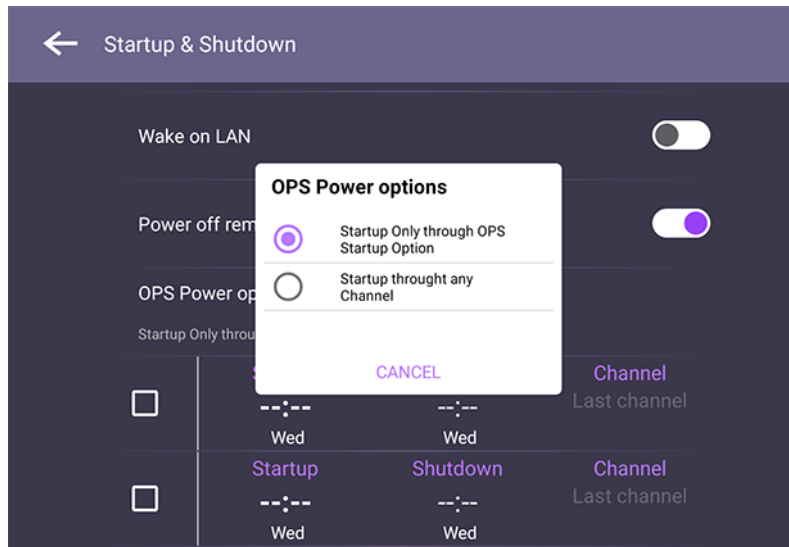 Startup & Shutdown
Wake on LAN
OPS Power options
Power off rem
Startup Only through OPS
Startup Option
Startup throught any
Channel
OPS Power op
Startup Only throu
CANCEL
Channel
--:--
--:--
Last channel
Wed
Wed
Startup
Shutdown
Channel
--:--
--:--
Last channel
Wed
Wed